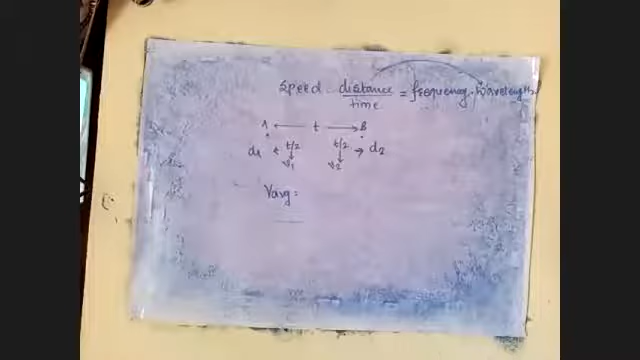 Speed = distance/time = frequency . Wavelength
A ← t → B
d1 ← t/2 t/2 → d2
v1 v2
Vavg =